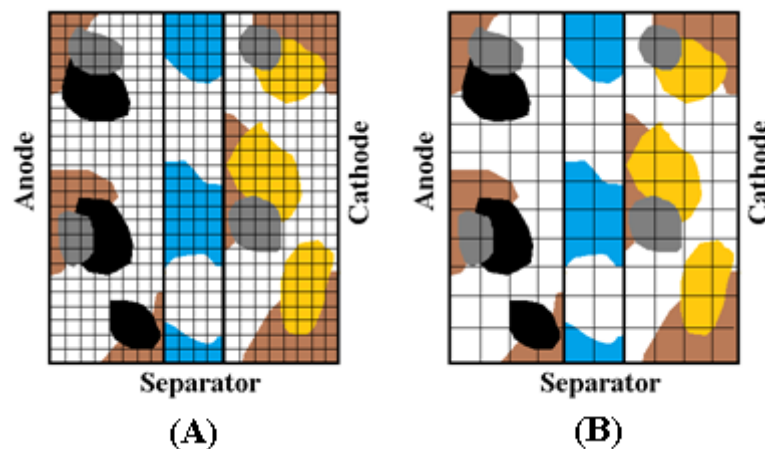 Anode
Cathode
Separator
(A)
Anode
Cathode
Separator
(B)